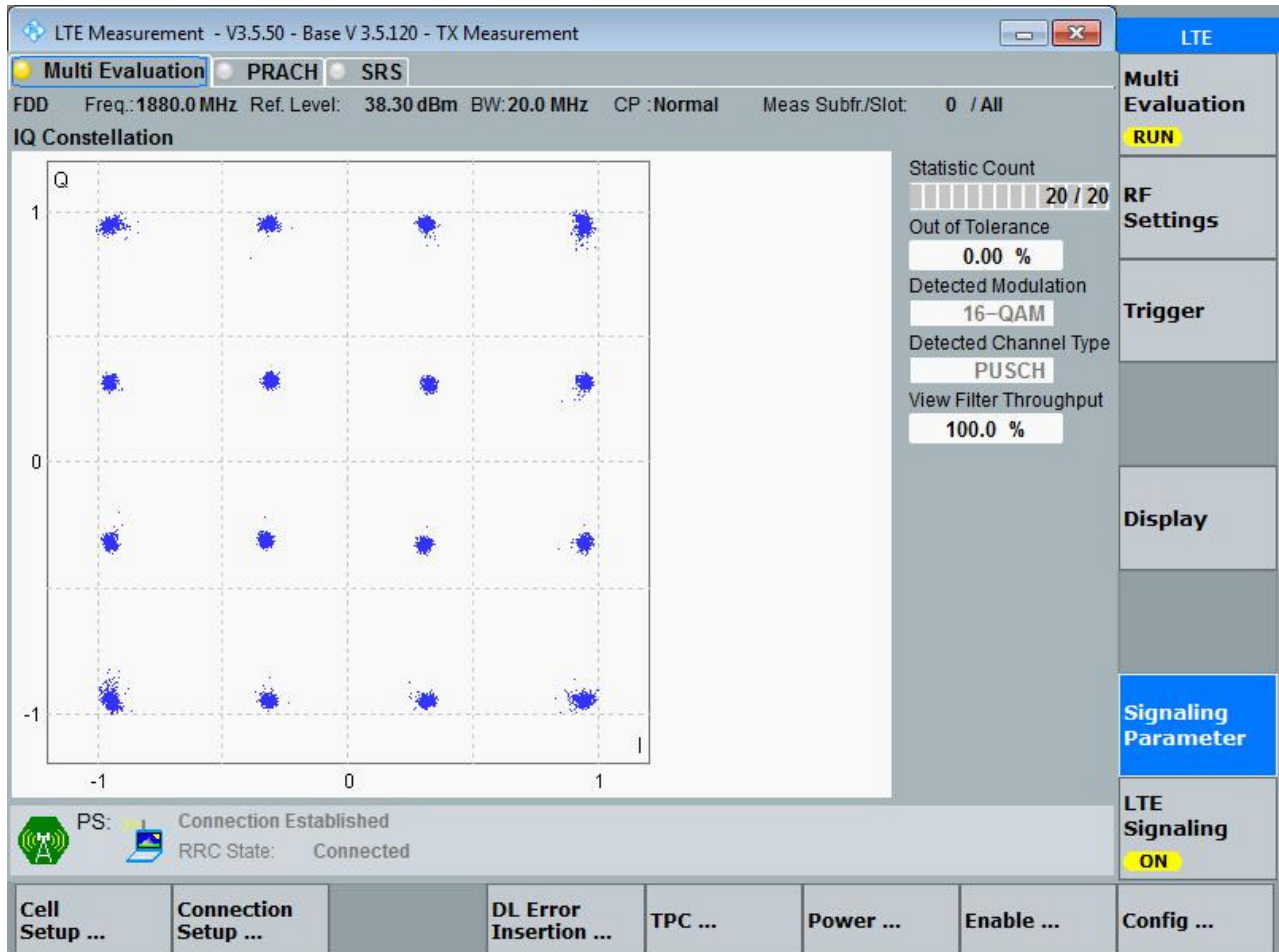 LTE Measurement - V3.5.50 - Base V 3.5.120 - TX Measurement
LTE
Multi Evaluation PRACH SRS
FDD Freq.: 1880.0 MHz Ref. Level: 38.30 dBm BW: 20.0 MHz CP : Normal Meas Subfr./Slot: 0 / All
IQ Constellation
Q
1
0
-1
I
-1 0 1
Statistic Count
20 / 20
Out of Tolerance
0.00 %
Detected Modulation
16-QAM
Detected Channel Type
PUSCH
View Filter Throughput
100.0 %
Multi
Evaluation
RUN
RF
Settings
Trigger
Display
Signaling
Parameter
LTE
Signaling
ON
PS: Connection Established
RRC State: Connected
Cell
Setup ...
Connection
Setup ...
DL Error
Insertion ...
TPC ...
Power ...
Enable ...
Config ...